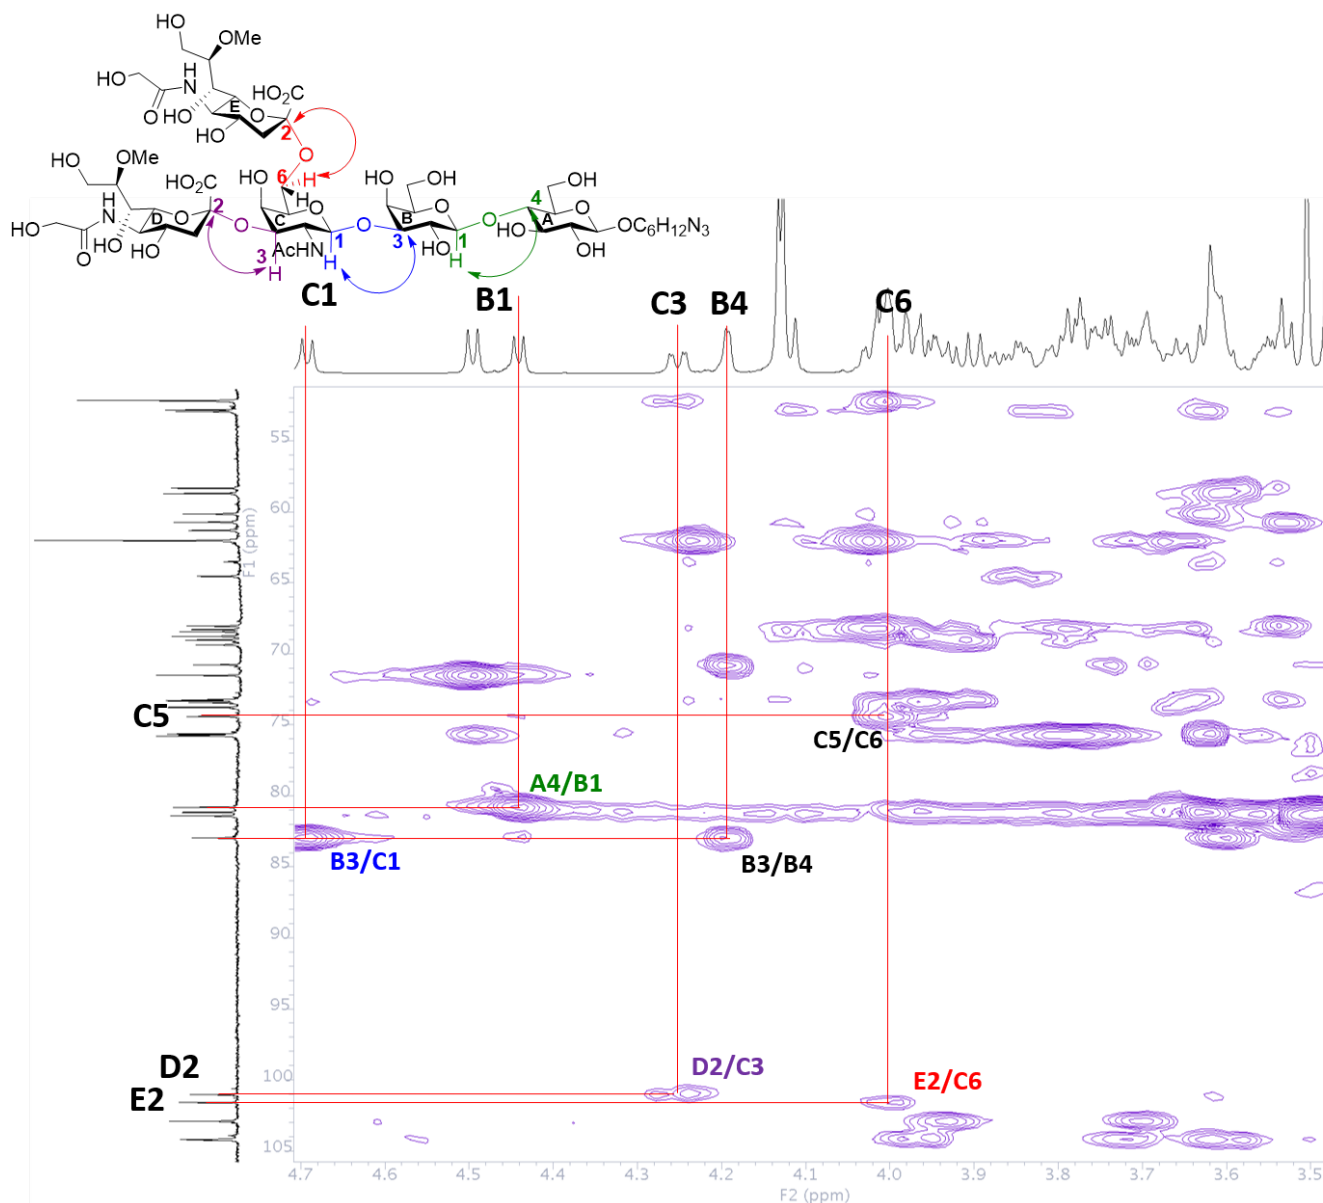 HO
OMe
HO
H
N
HO₂C
O
HO
E
O
HO
2
O
HO
OMe
HO₂C
OH
6
H
H
OH
OH
4
OH
HO
H
N
D
2
O
C
O
O
B
O
O
A
O
O
HO
O
HO
HO
O
3
AcHN
H
1
H
3
HO
OH
1
H
HO
OH
OC₆H₁₂N₃
C1
B1
C3
B4
C6
55
60
65
70
75
80
85
90
95
100
105
F1 (ppm)
C5
C5/C6
A4/B1
B3/C1
B3/B4
D2
E2
D2/C3
E2/C6
4.7
4.6
4.5
4.4
4.3
4.2
4.1
4.0
3.9
3.8
3.7
3.6
3.5
F2 (ppm)